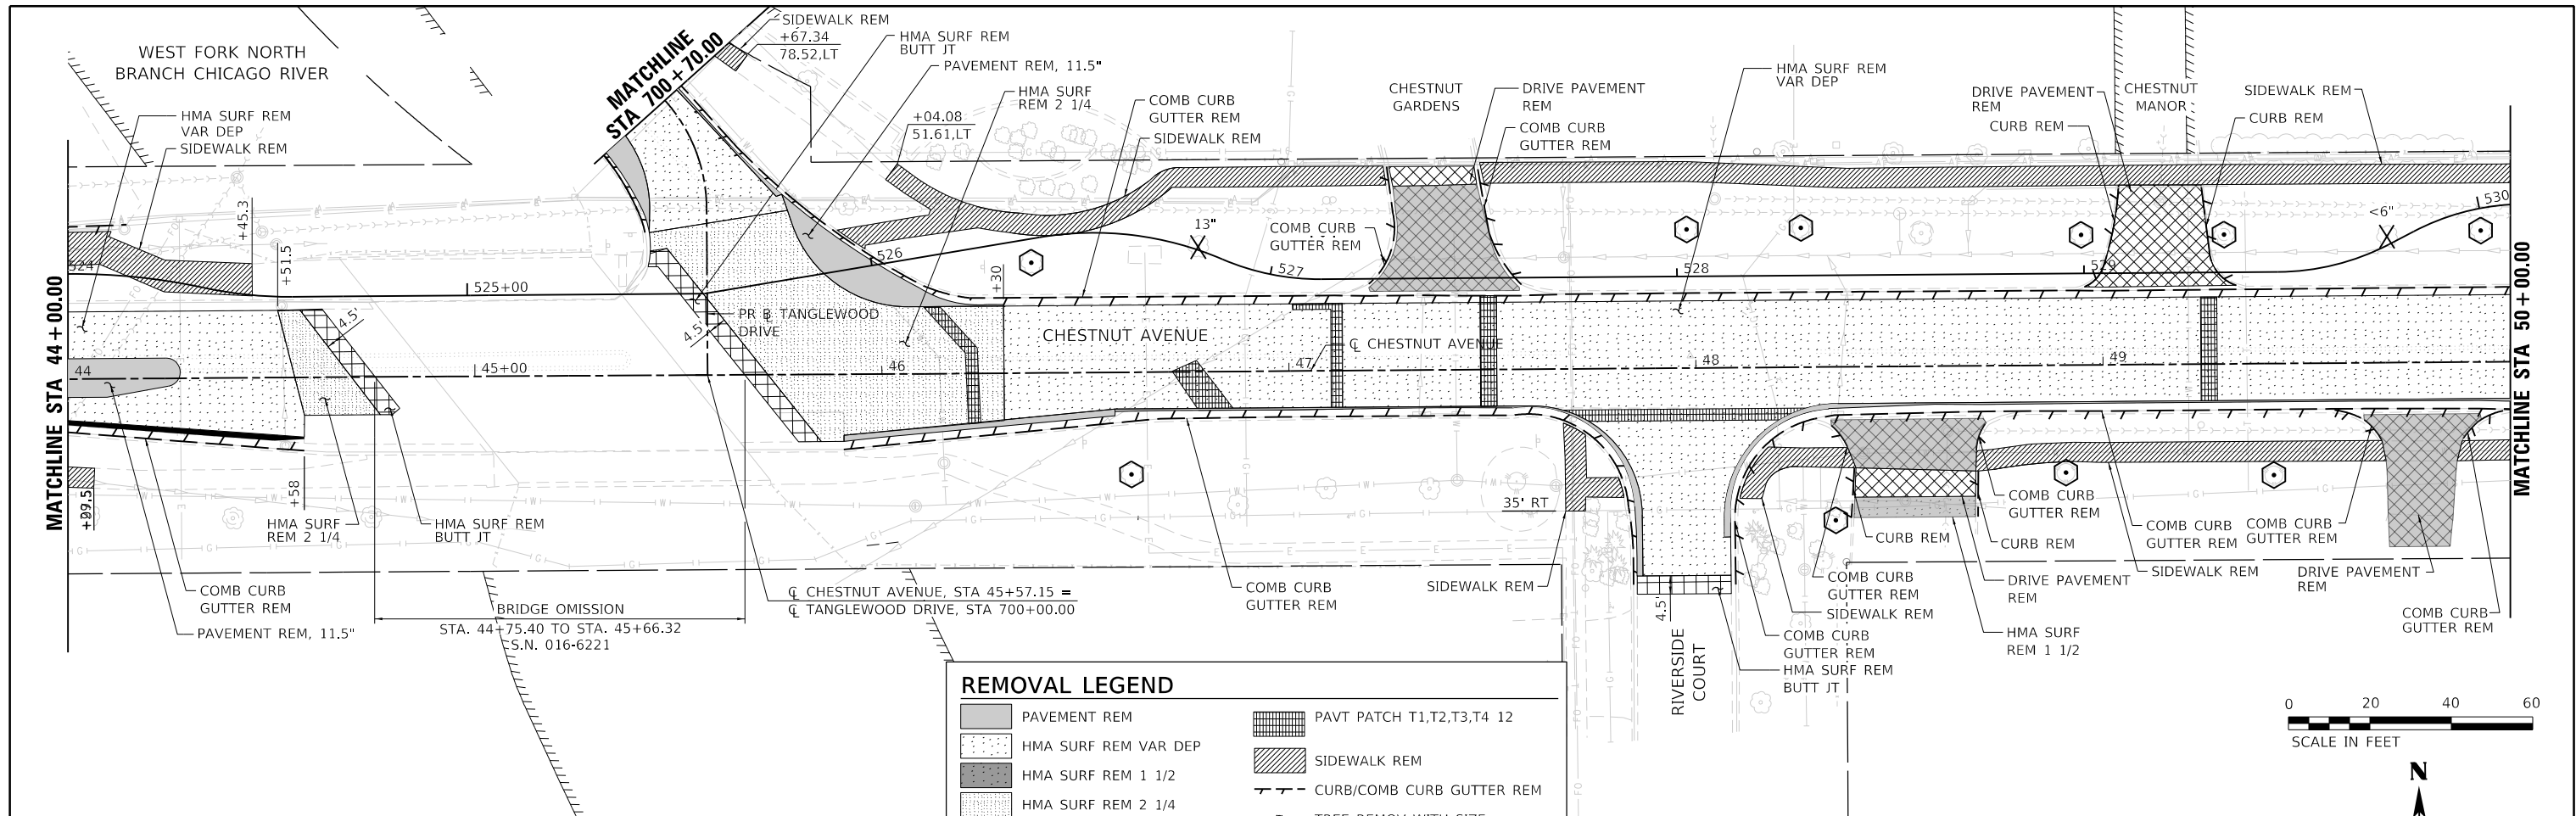 WEST FORK NORTH
BRANCH CHICAGO RIVER
HMA SURF REM
VAR DEP
SIDEWALK REM
MATCHLINE
STA 700+70.00
SIDEWALK REM
+67.34
78.52,LT
HMA SURF REM
BUTT JT
PAVEMENT REM, 11.5"
HMA SURF
REM 2 1/4
+04.08
51.61,LT
COMB CURB
GUTTER REM
SIDEWALK REM
CHESTNUT
GARDENS
DRIVE PAVEMENT
REM
COMB CURB
GUTTER REM
COMB CURB
GUTTER REM
HMA SURF REM
VAR DEP
DRIVE PAVEMENT
REM
CURB REM
CHESTNUT
MANOR
SIDEWALK REM
CURB REM
+45.3
+51.5
+30
13"
<6"
524
525+00
526
527
528
529
530
MATCHLINE STA 44+00.00
MATCHLINE STA 50+00.00
4.5'
4.5'
PR ℄ TANGLEWOOD
DRIVE
CHESTNUT AVENUE
℄ CHESTNUT AVENUE
44
45+00
46
47
48
49
+99.5
+58
HMA SURF
REM 2 1/4
HMA SURF REM
BUTT JT
35' RT
COMB CURB
GUTTER REM
PAVEMENT REM, 11.5"
BRIDGE OMISSION
STA. 44+75.40 TO STA. 45+66.32
S.N. 016-6221
℄ CHESTNUT AVENUE, STA 45+57.15 =
℄ TANGLEWOOD DRIVE, STA 700+00.00
COMB CURB
GUTTER REM
SIDEWALK REM
4.5'
RIVERSIDE
COURT
CURB REM
COMB CURB
GUTTER REM
SIDEWALK REM
COMB CURB
GUTTER REM
HMA SURF REM
BUTT JT
COMB CURB
GUTTER REM
CURB REM
DRIVE PAVEMENT
REM
HMA SURF
REM 1 1/2
COMB CURB
GUTTER REM
SIDEWALK REM
COMB CURB
GUTTER REM
DRIVE PAVEMENT
REM
COMB CURB
GUTTER REM
REMOVAL LEGEND
PAVEMENT REM
HMA SURF REM VAR DEP
HMA SURF REM 1 1/2
HMA SURF REM 2 1/4
PAVT PATCH T1,T2,T3,T4 12
SIDEWALK REM
CURB/COMB CURB GUTTER REM
TREE REMOV WITH SIZE
0 20 40 60
SCALE IN FEET
N